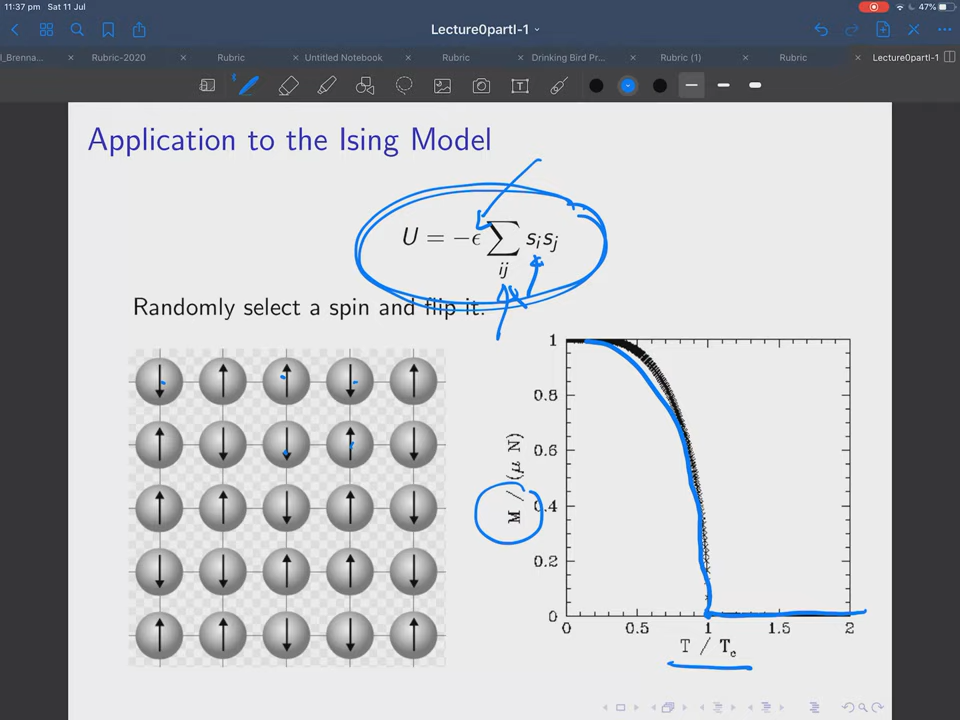 11:37 pm Sat 11 Jul
47%
Lecture0partI-1
l_Brenna...
Rubric-2020
Rubric
Untitled Notebook
Rubric
Drinking Bird Pr...
Rubric (1)
Rubric
Lecture0partI-1
T
Application to the Ising Model
U = −ϵ ∑ sᵢsⱼ
ij
Randomly select a spin and flip it.
1
0.8
0.6
0.4
0.2
0
M / (μ N)
0 0.5 1 1.5 2
T / T_c